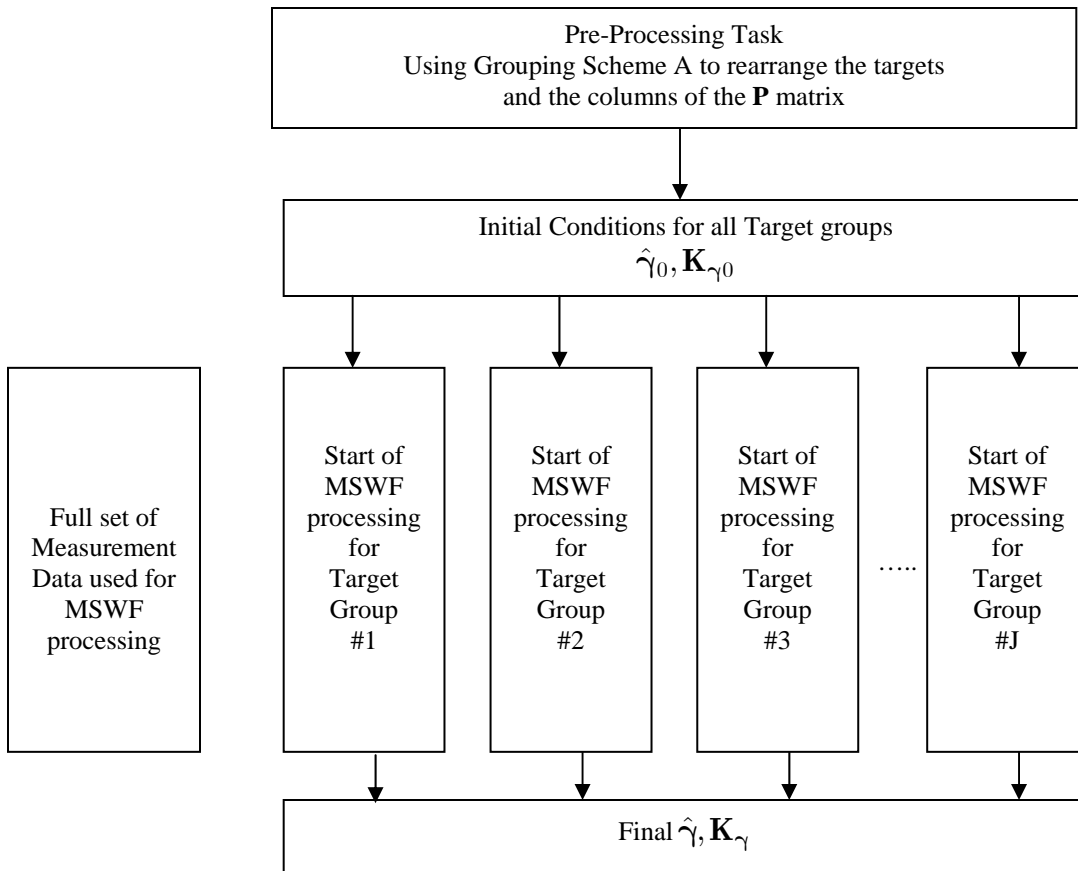 Pre-Processing Task
Using Grouping Scheme A to rearrange the targets
and the columns of the P matrix
Initial Conditions for all Target groups
γ̂₀, K_γ0
Full set of
Measurement
Data used for
MSWF
processing
Start of
MSWF
processing
for
Target
Group
#1
Start of
MSWF
processing
for
Target
Group
#2
Start of
MSWF
processing
for
Target
Group
#3
.....
Start of
MSWF
processing
for
Target
Group
#J
Final γ̂, K_γ